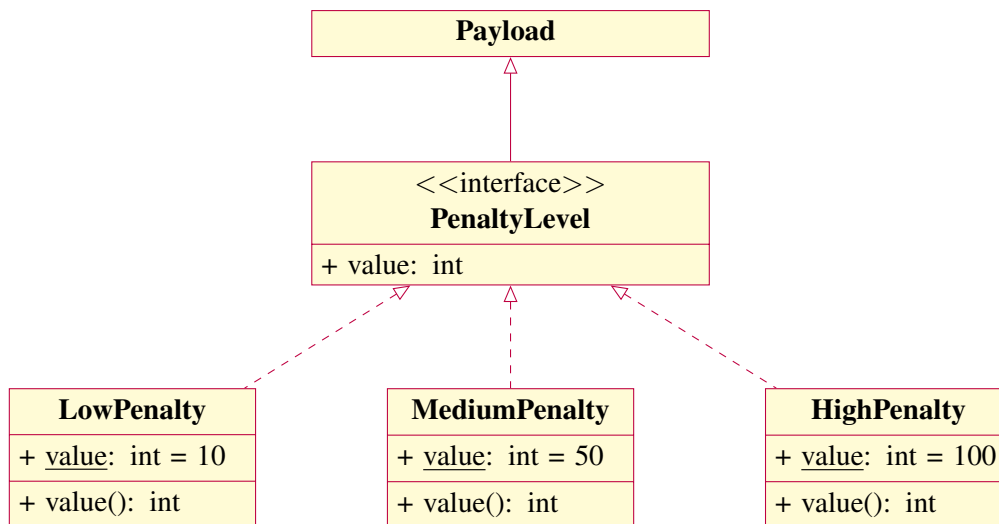 Payload
<<interface>>
PenaltyLevel
+ value: int
LowPenalty
+ value: int = 10
+ value(): int
MediumPenalty
+ value: int = 50
+ value(): int
HighPenalty
+ value: int = 100
+ value(): int